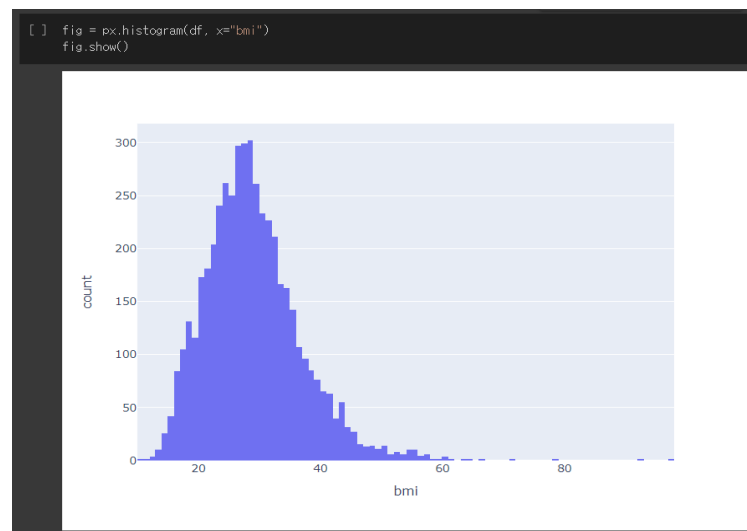 [ ] fig = px.histogram(df, x="bmi")
fig.show()
300
250
200
150
100
50
0
count
20 40 60 80
bmi